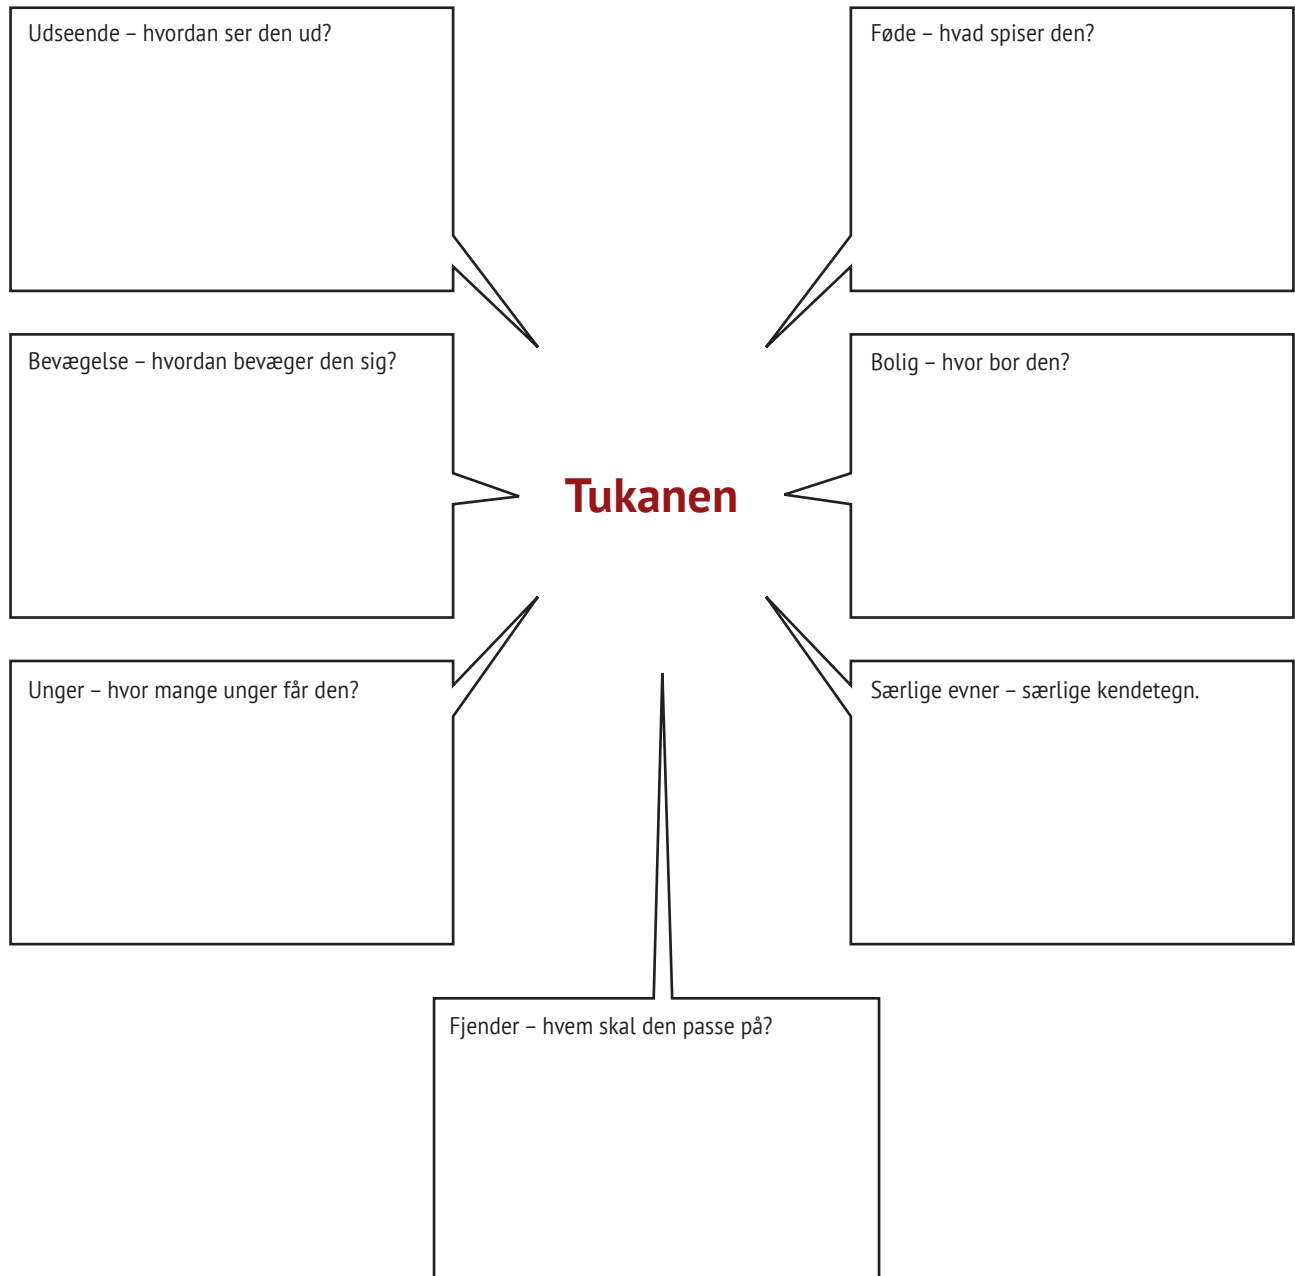 Udseende – hvordan ser den ud?
Føde – hvad spiser den?
Bevægelse – hvordan bevæger den sig?
Bolig – hvor bor den?
Tukanen
Unger – hvor mange unger får den?
Særlige evner – særlige kendetegn.
Fjender – hvem skal den passe på?